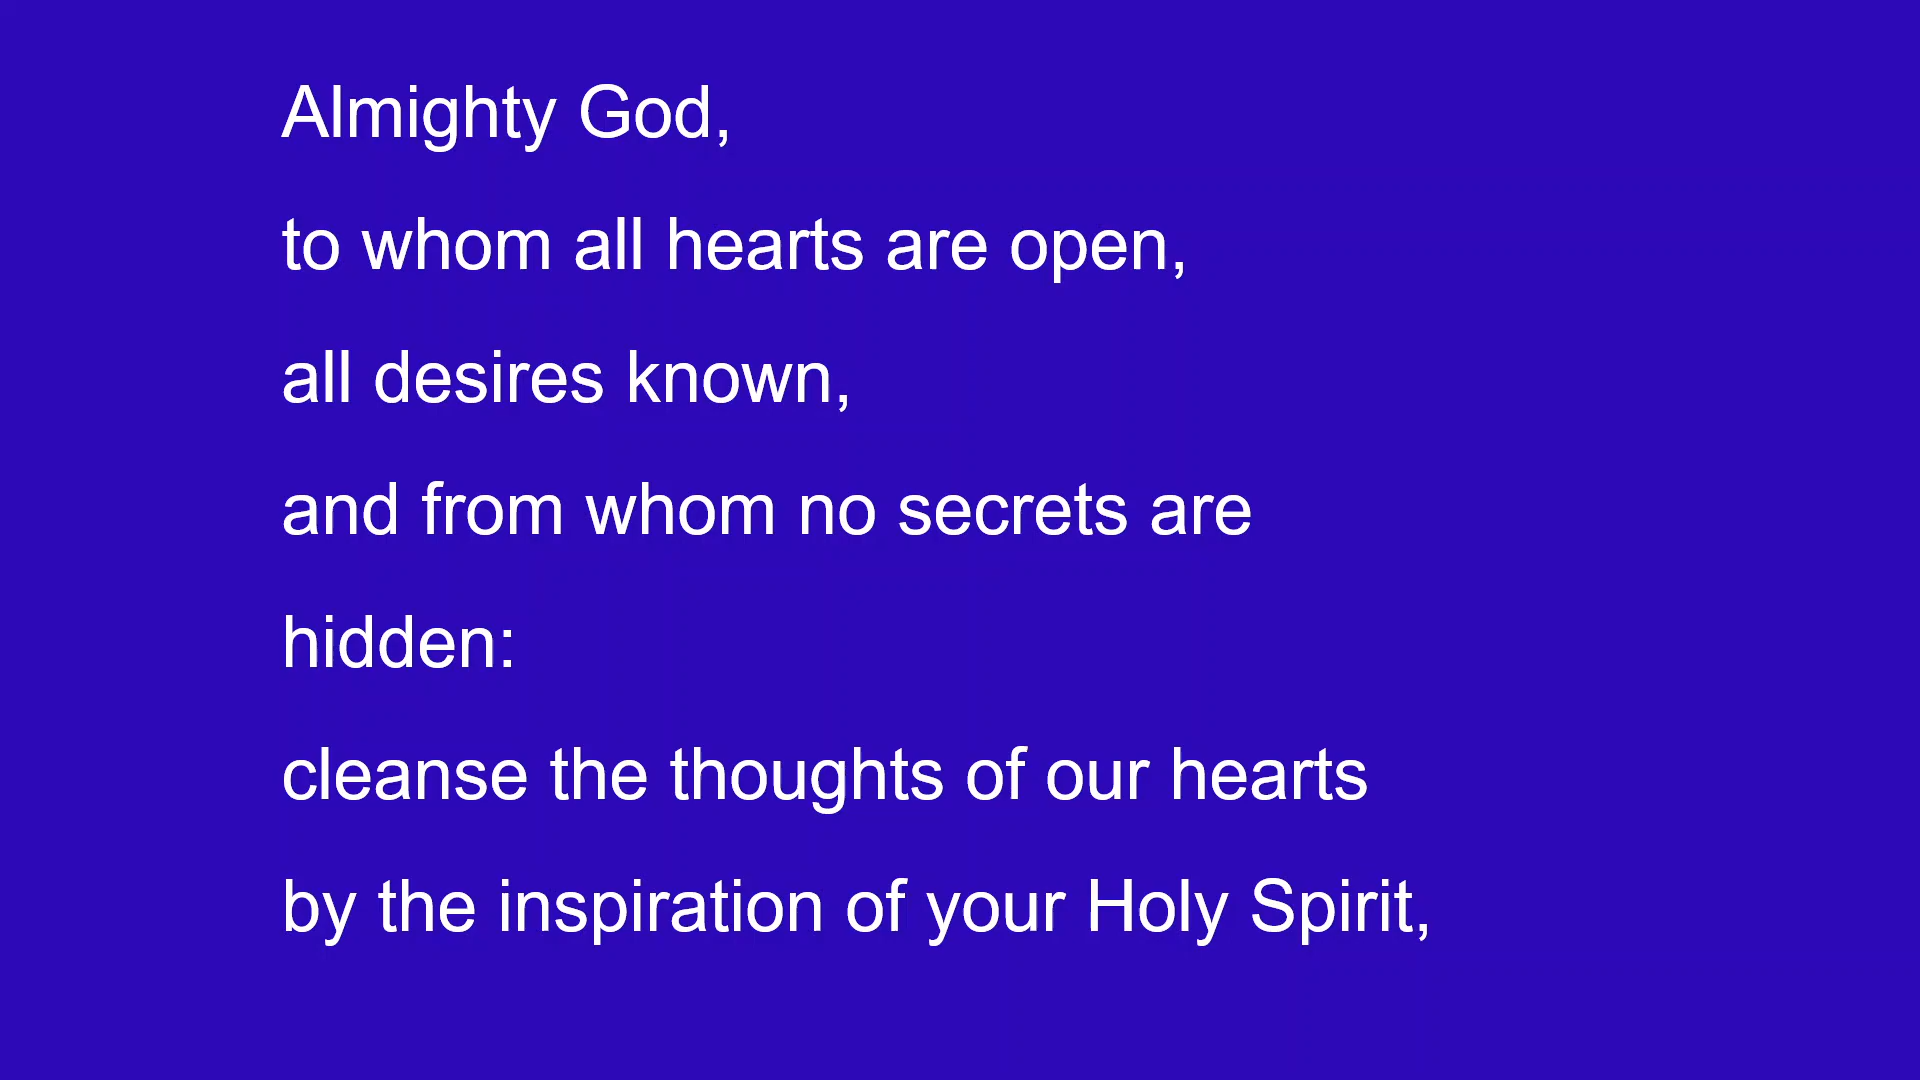 Almighty God,
to whom all hearts are open,
all desires known,
and from whom no secrets are
hidden:
cleanse the thoughts of our hearts
by the inspiration of your Holy Spirit,